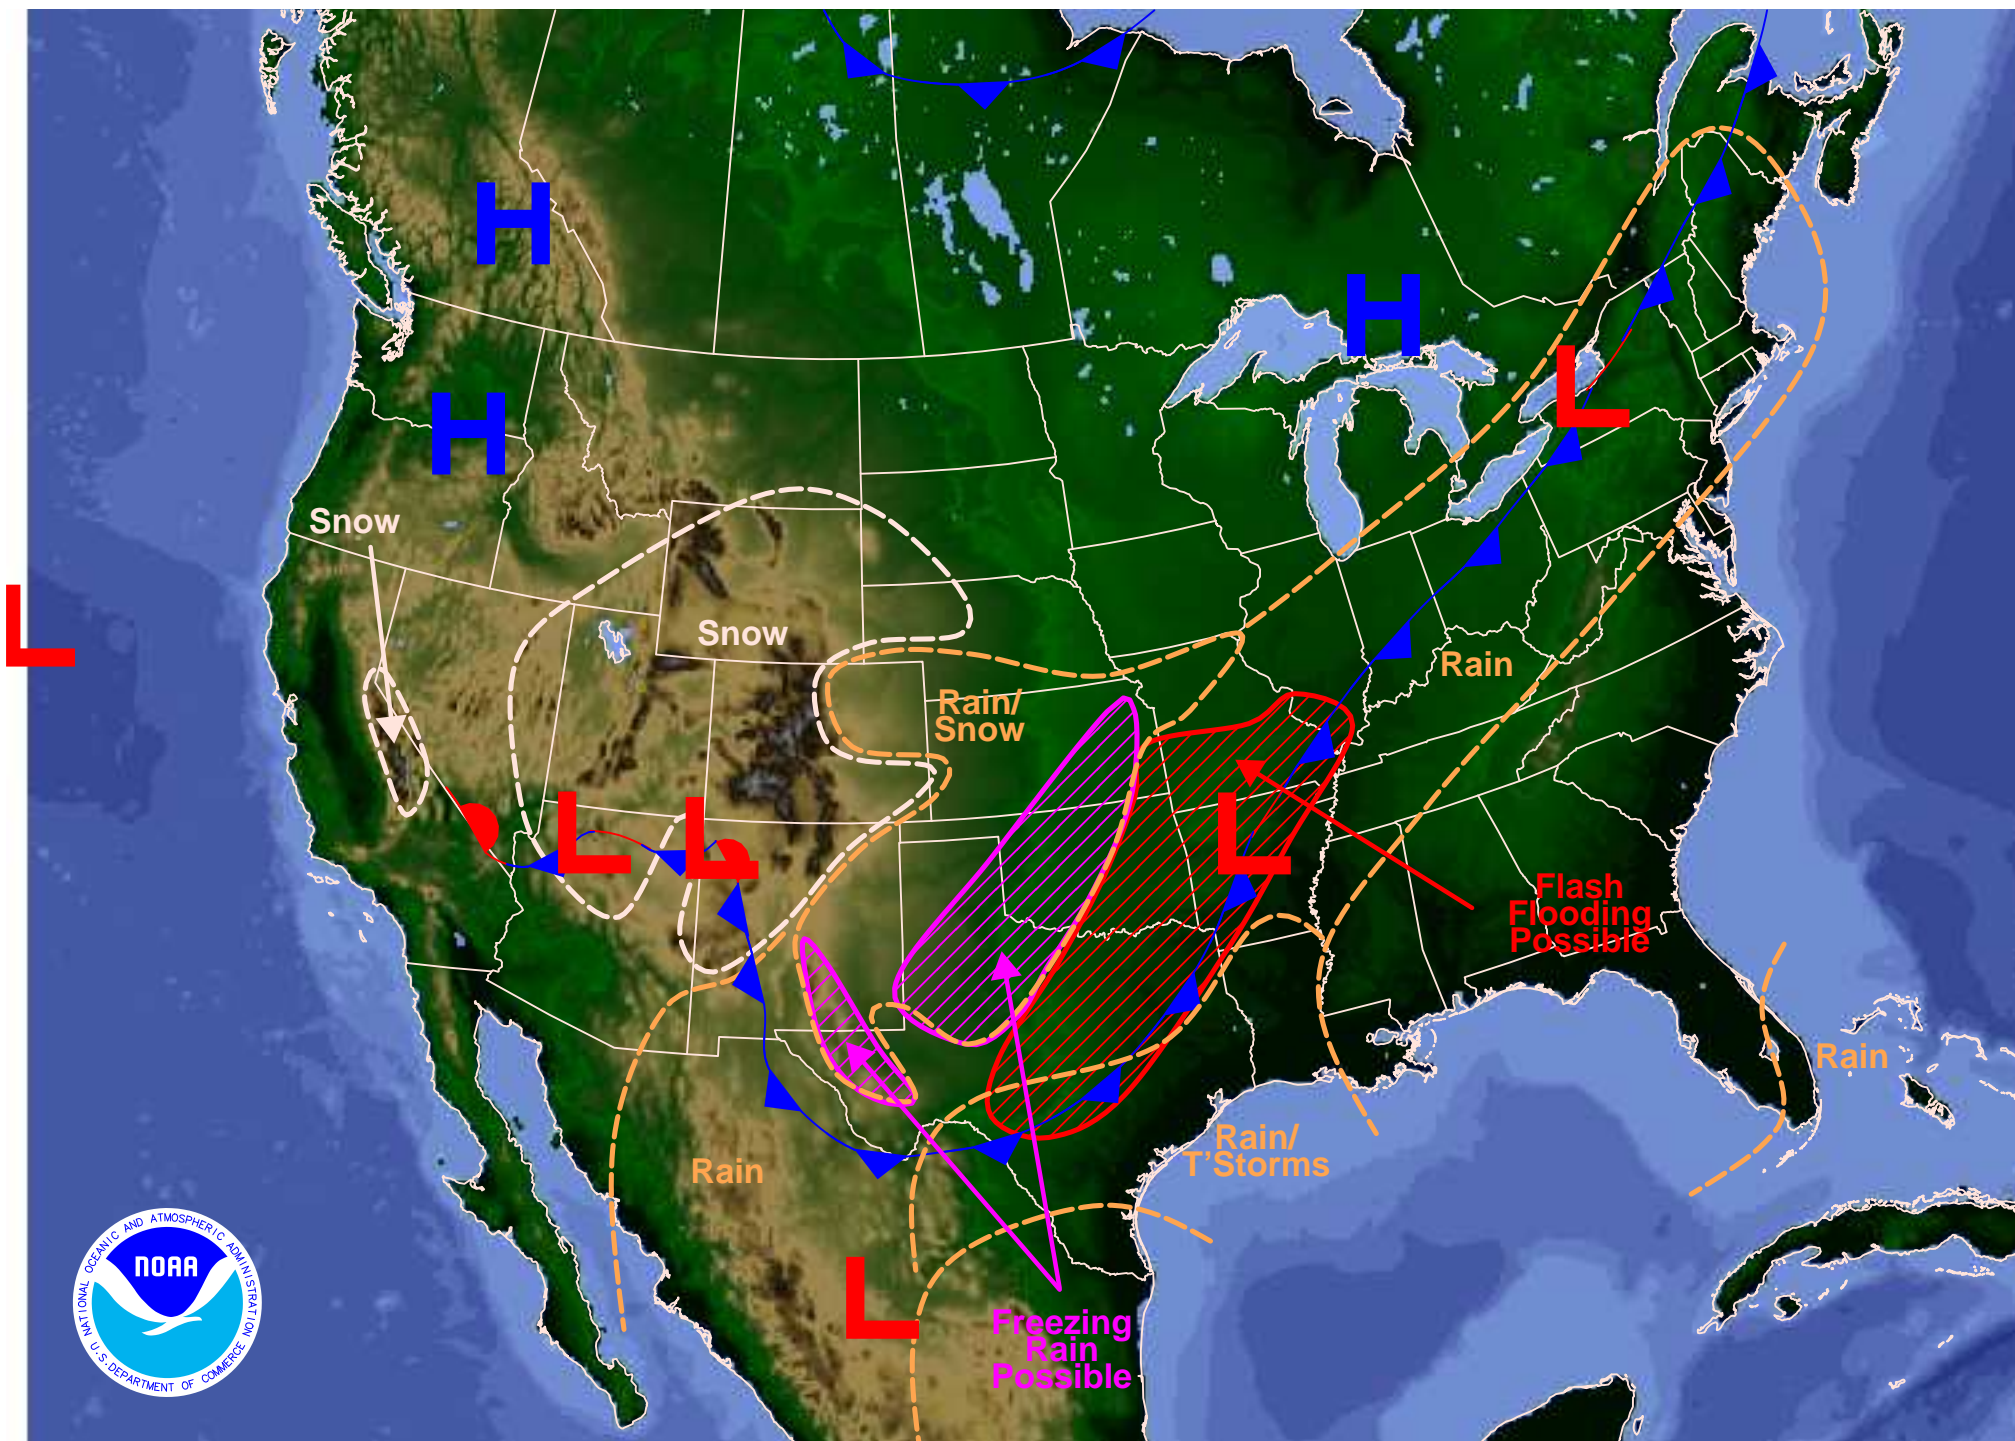 H
H
H
L
Snow
L
Snow
Rain
Rain/
Snow
L
L
L
Flash
Flooding
Possible
Rain
Rain/
T'Storms
Rain
L
Freezing
Rain
Possible
NATIONAL OCEANIC AND ATMOSPHERIC ADMINISTRATION
NOAA
U.S. DEPARTMENT OF COMMERCE
L